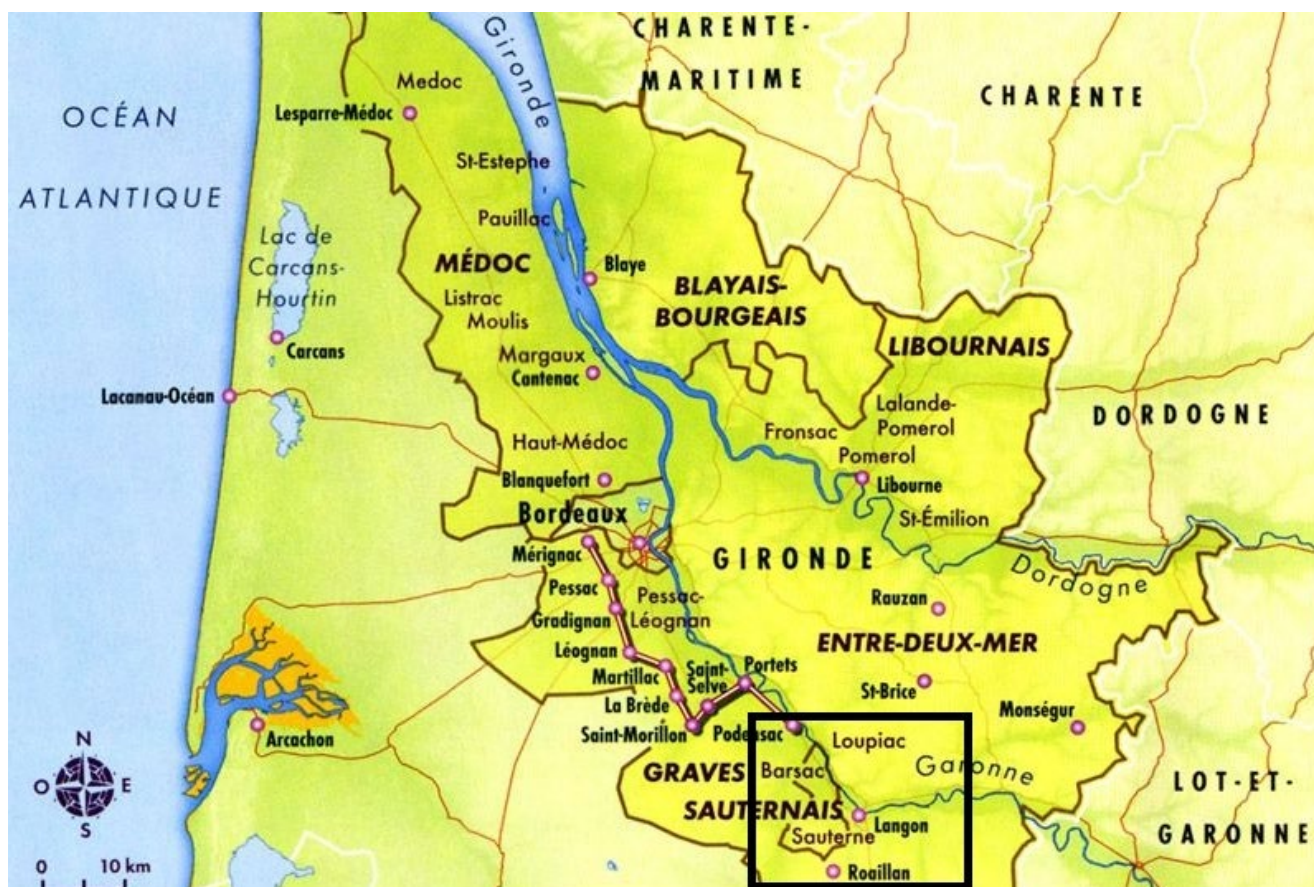 Gironde
CHARENTE-
MARITIME
CHARENTE
Medoc
OCÉAN
ATLANTIQUE
Lesparre-Médoc
St-Estephe
Pauillac
Lac de
Carcans-
Hourtin
MÉDOC
Blaye
BLAYAIS-
BOURGEAIS
Listrac
Moulis
Carcans
Margaux
Cantenac
LIBOURNAIS
Lacanau-Océan
Lalande-
Pomerol
DORDOGNE
Haut-Médoc
Fronsac
Pomerol
Blanquefort
Libourne
Bordeaux
St-Émilion
Mérignac
GIRONDE
Dordogne
Pessac
Pessac-
Léognan
Rauzan
Gradignan
ENTRE-DEUX-MER
Léognan
Martillac
Saint-
Selve
Portets
St-Brice
La Brède
Monségur
Arcachon
Saint-Morillon
Podensac
Loupiac
GRAVES
Barsac
Garonne
LOT-ET-
GARONNE
SAUTERNAIS
Langon
Sauterne
Roaillan
N
O
E
S
0 10 km